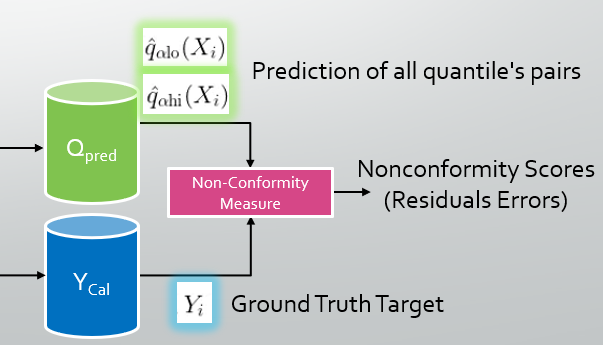 q̂αlo(Xi)
q̂αhi(Xi)
Prediction of all quantile's pairs
Qpred
Non-Conformity
Measure
Nonconformity Scores
(Residuals Errors)
YCal
Yi
Ground Truth Target